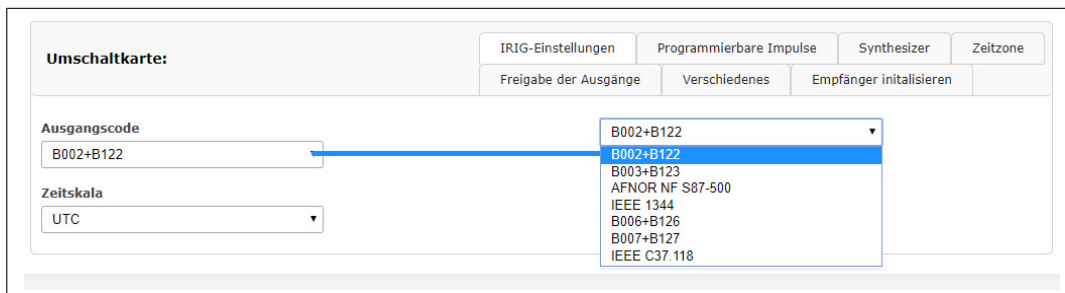 Umschaltkarte:
IRIG-Einstellungen Programmierbare Impulse Synthesizer Zeitzone
Freigabe der Ausgänge Verschiedenes Empfänger initalisieren
Ausgangscode
B002+B122
Zeitskala
UTC
B002+B122
B002+B122
B003+B123
AFNOR NF S87-500
IEEE 1344
B006+B126
B007+B127
IEEE C37.118